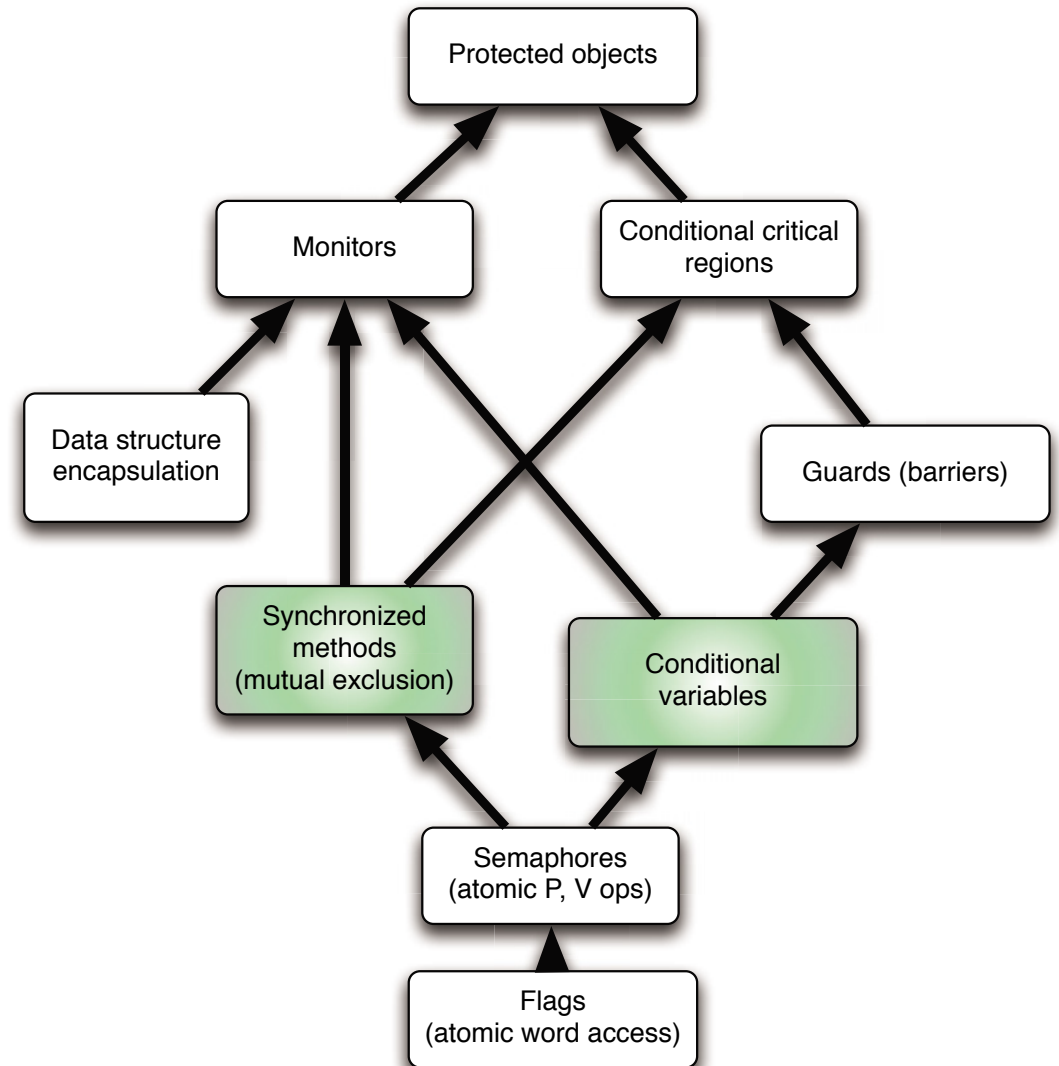 Protected objects
Monitors
Conditional critical
regions
Data structure
encapsulation
Guards (barriers)
Synchronized
methods
(mutual exclusion)
Conditional
variables
Semaphores
(atomic P, V ops)
Flags
(atomic word access)